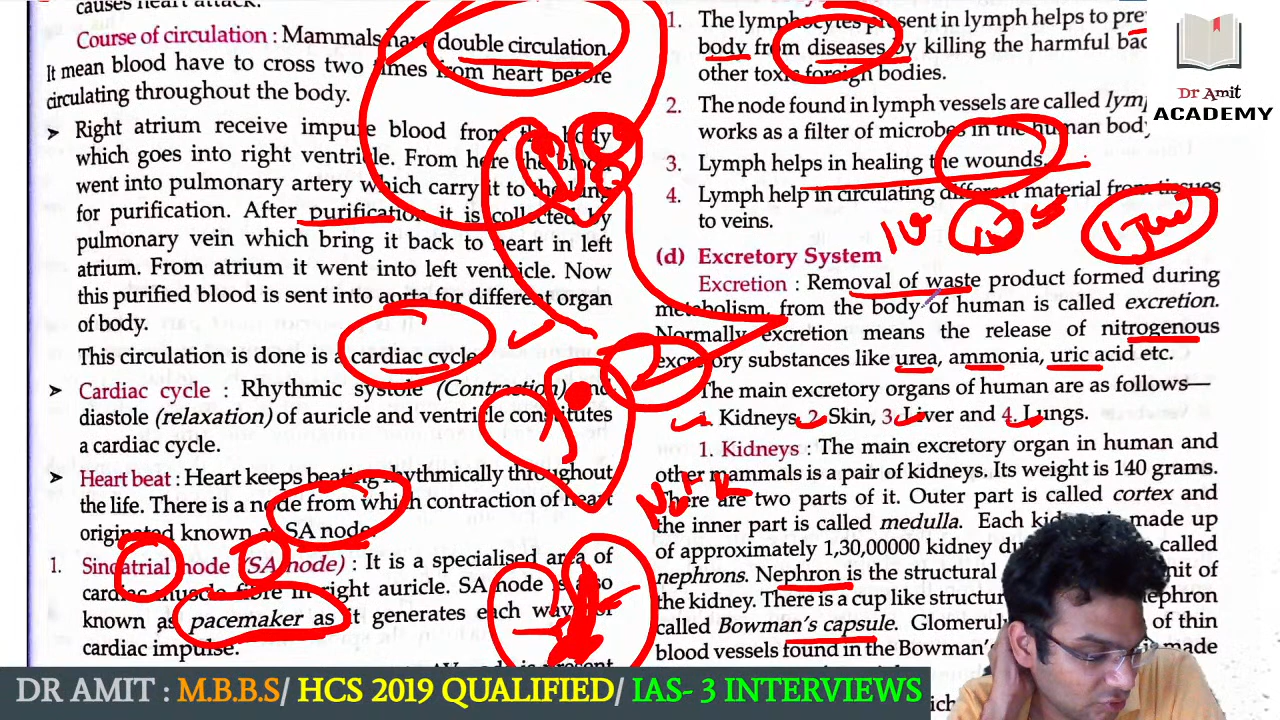 causes heart attack.
Course of circulation : Mammals have double circulation.
It mean blood have to cross two times from heart before
circulating throughout the body.
➤ Right atrium receive impure blood from the body
which goes into right ventricle. From here the blood
went into pulmonary artery which carry it to the lung
for purification. After purification it is collected by
pulmonary vein which bring it back to heart in left
atrium. From atrium it went into left ventricle. Now
this purified blood is sent into aorta for different organ
of body.
This circulation is done is a cardiac cycle.
➤ Cardiac cycle : Rhythmic systole (Contraction) and
diastole (relaxation) of auricle and ventricle constitutes
a cardiac cycle.
➤ Heart beat : Heart keeps beating rhythmically throughout
the life. There is a node from which contraction of heart
originated known SA node.
1. Sinoatrial node (SA node) : It is a specialised area of
cardiac muscle fibre in right auricle. SA node is also
known as pacemaker as it generates each way for
cardiac impulse.
1. The lymphocytes present in lymph helps to pre
body from diseases by killing the harmful bac
other toxic foreign bodies.
2. The node found in lymph vessels are called lymp
works as a filter of microbes in the human body
3. Lymph helps in healing the wounds.
4. Lymph help in circulating different material from tissues
to veins.
(d) Excretory System
Excretion : Removal of waste product formed during
metabolism, from the body of human is called excretion.
Normally excretion means the release of nitrogenous
excretory substances like urea, ammonia, uric acid etc.
The main excretory organs of human are as follows—
1. Kidneys 2. Skin, 3. Liver and 4. Lungs.
1. Kidneys : The main excretory organ in human and
other mammals is a pair of kidneys. Its weight is 140 grams.
There are two parts of it. Outer part is called cortex and
the inner part is called medulla. Each kid is made up
of approximately 1,30,00000 kidney du called
nephrons. Nephron is the structural nit of
the kidney. There is a cup like structur nephron
called Bowman's capsule. Glomerul of thin
blood vessels found in the Bowman's is made
Dr Amit
ACADEMY
DR AMIT : M.B.B.S/ HCS 2019 QUALIFIED/ IAS- 3 INTERVIEWS